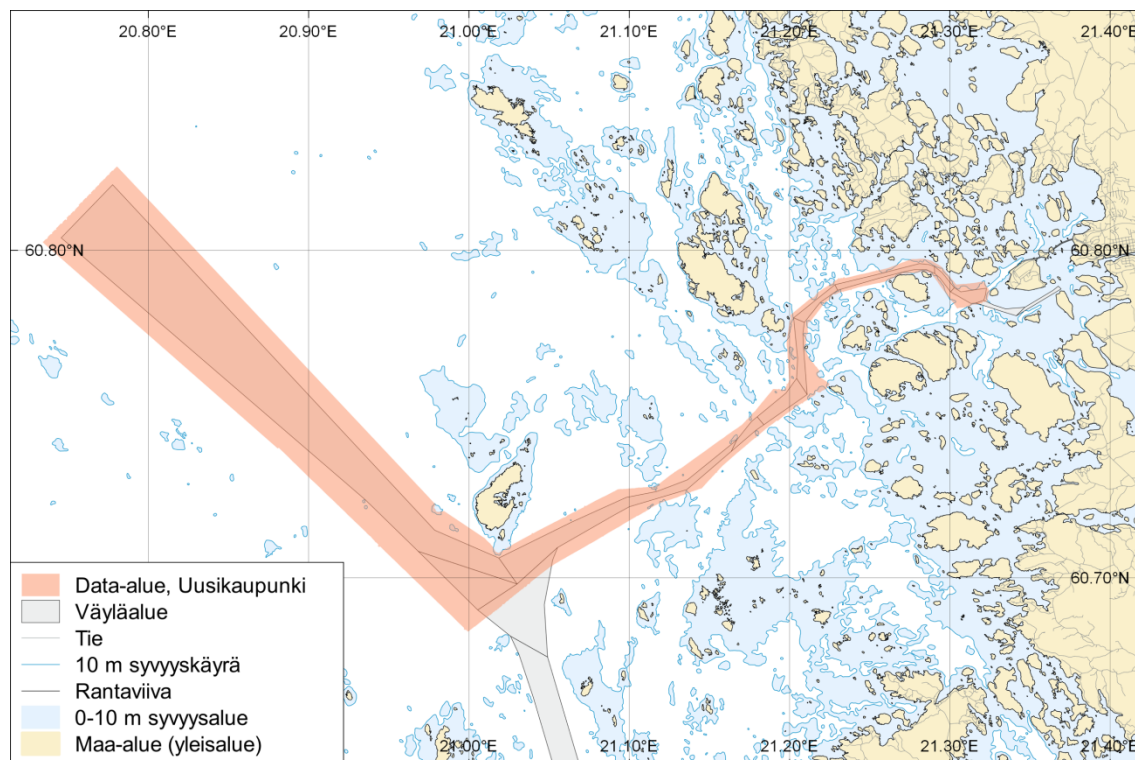 20.80°E 20.90°E 21.00°E 21.10°E 21.20°E 21.30°E 21.40°E
60.80°N 60.80°N
60.70°N
Data-alue, Uusikaupunki
Väyläalue
Tie
10 m syvyyskäyrä
Rantaviiva
0-10 m syvyysalue
Maa-alue (yleisalue)
21.00°E 21.10°E 21.20°E 21.30°E 21.40°E